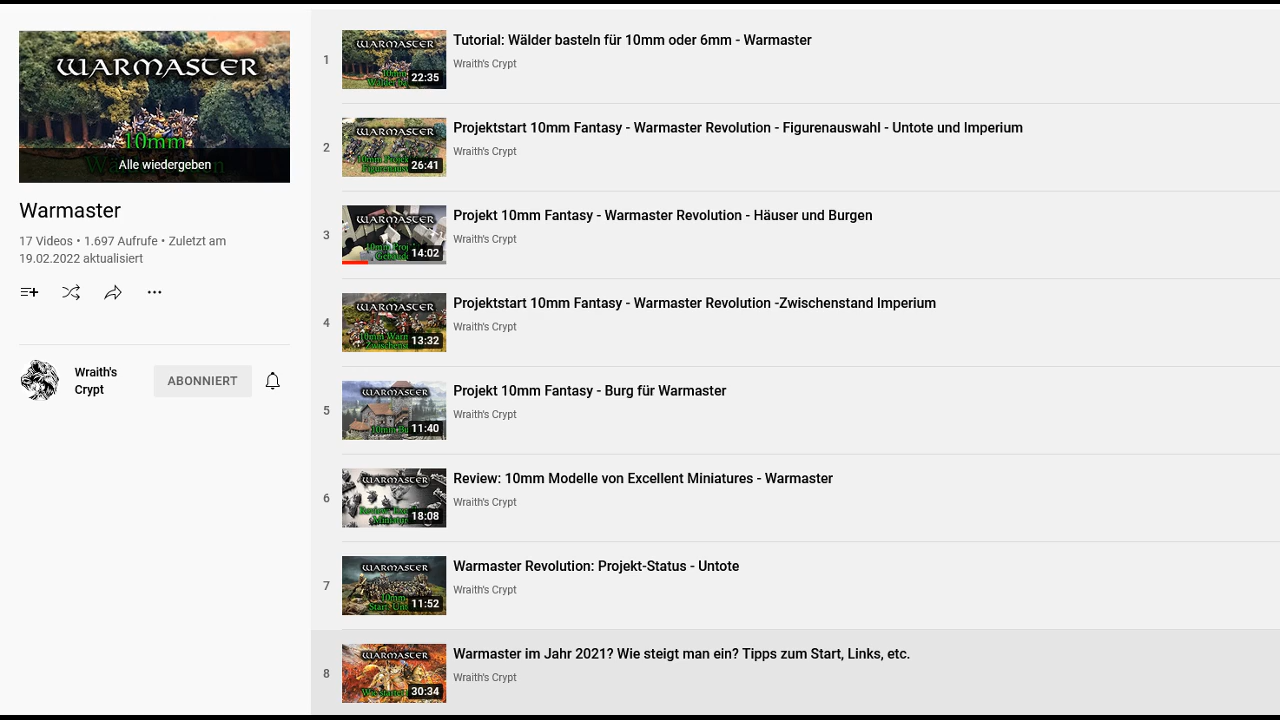 WARMASTER
10mm
Alle wiedergeben
Warmaster
17 Videos • 1.697 Aufrufe • Zuletzt am
19.02.2022 aktualisiert
Wraith's
Crypt
ABONNIERT
1
WARMASTER
10mm
22:35
Tutorial: Wälder basteln für 10mm oder 6mm - Warmaster
Wraith's Crypt
2
WARMASTER
26:41
Projektstart 10mm Fantasy - Warmaster Revolution - Figurenauswahl - Untote und Imperium
Wraith's Crypt
3
WARMASTER
14:02
Projekt 10mm Fantasy - Warmaster Revolution - Häuser und Burgen
Wraith's Crypt
4
WARMASTER
13:32
Projektstart 10mm Fantasy - Warmaster Revolution -Zwischenstand Imperium
Wraith's Crypt
5
WARMASTER
11:40
Projekt 10mm Fantasy - Burg für Warmaster
Wraith's Crypt
6
WARMASTER
18:08
Review: 10mm Modelle von Excellent Miniatures - Warmaster
Wraith's Crypt
7
WARMASTER
11:52
Warmaster Revolution: Projekt-Status - Untote
Wraith's Crypt
8
WARMASTER
30:34
Warmaster im Jahr 2021? Wie steigt man ein? Tipps zum Start, Links, etc.
Wraith's Crypt